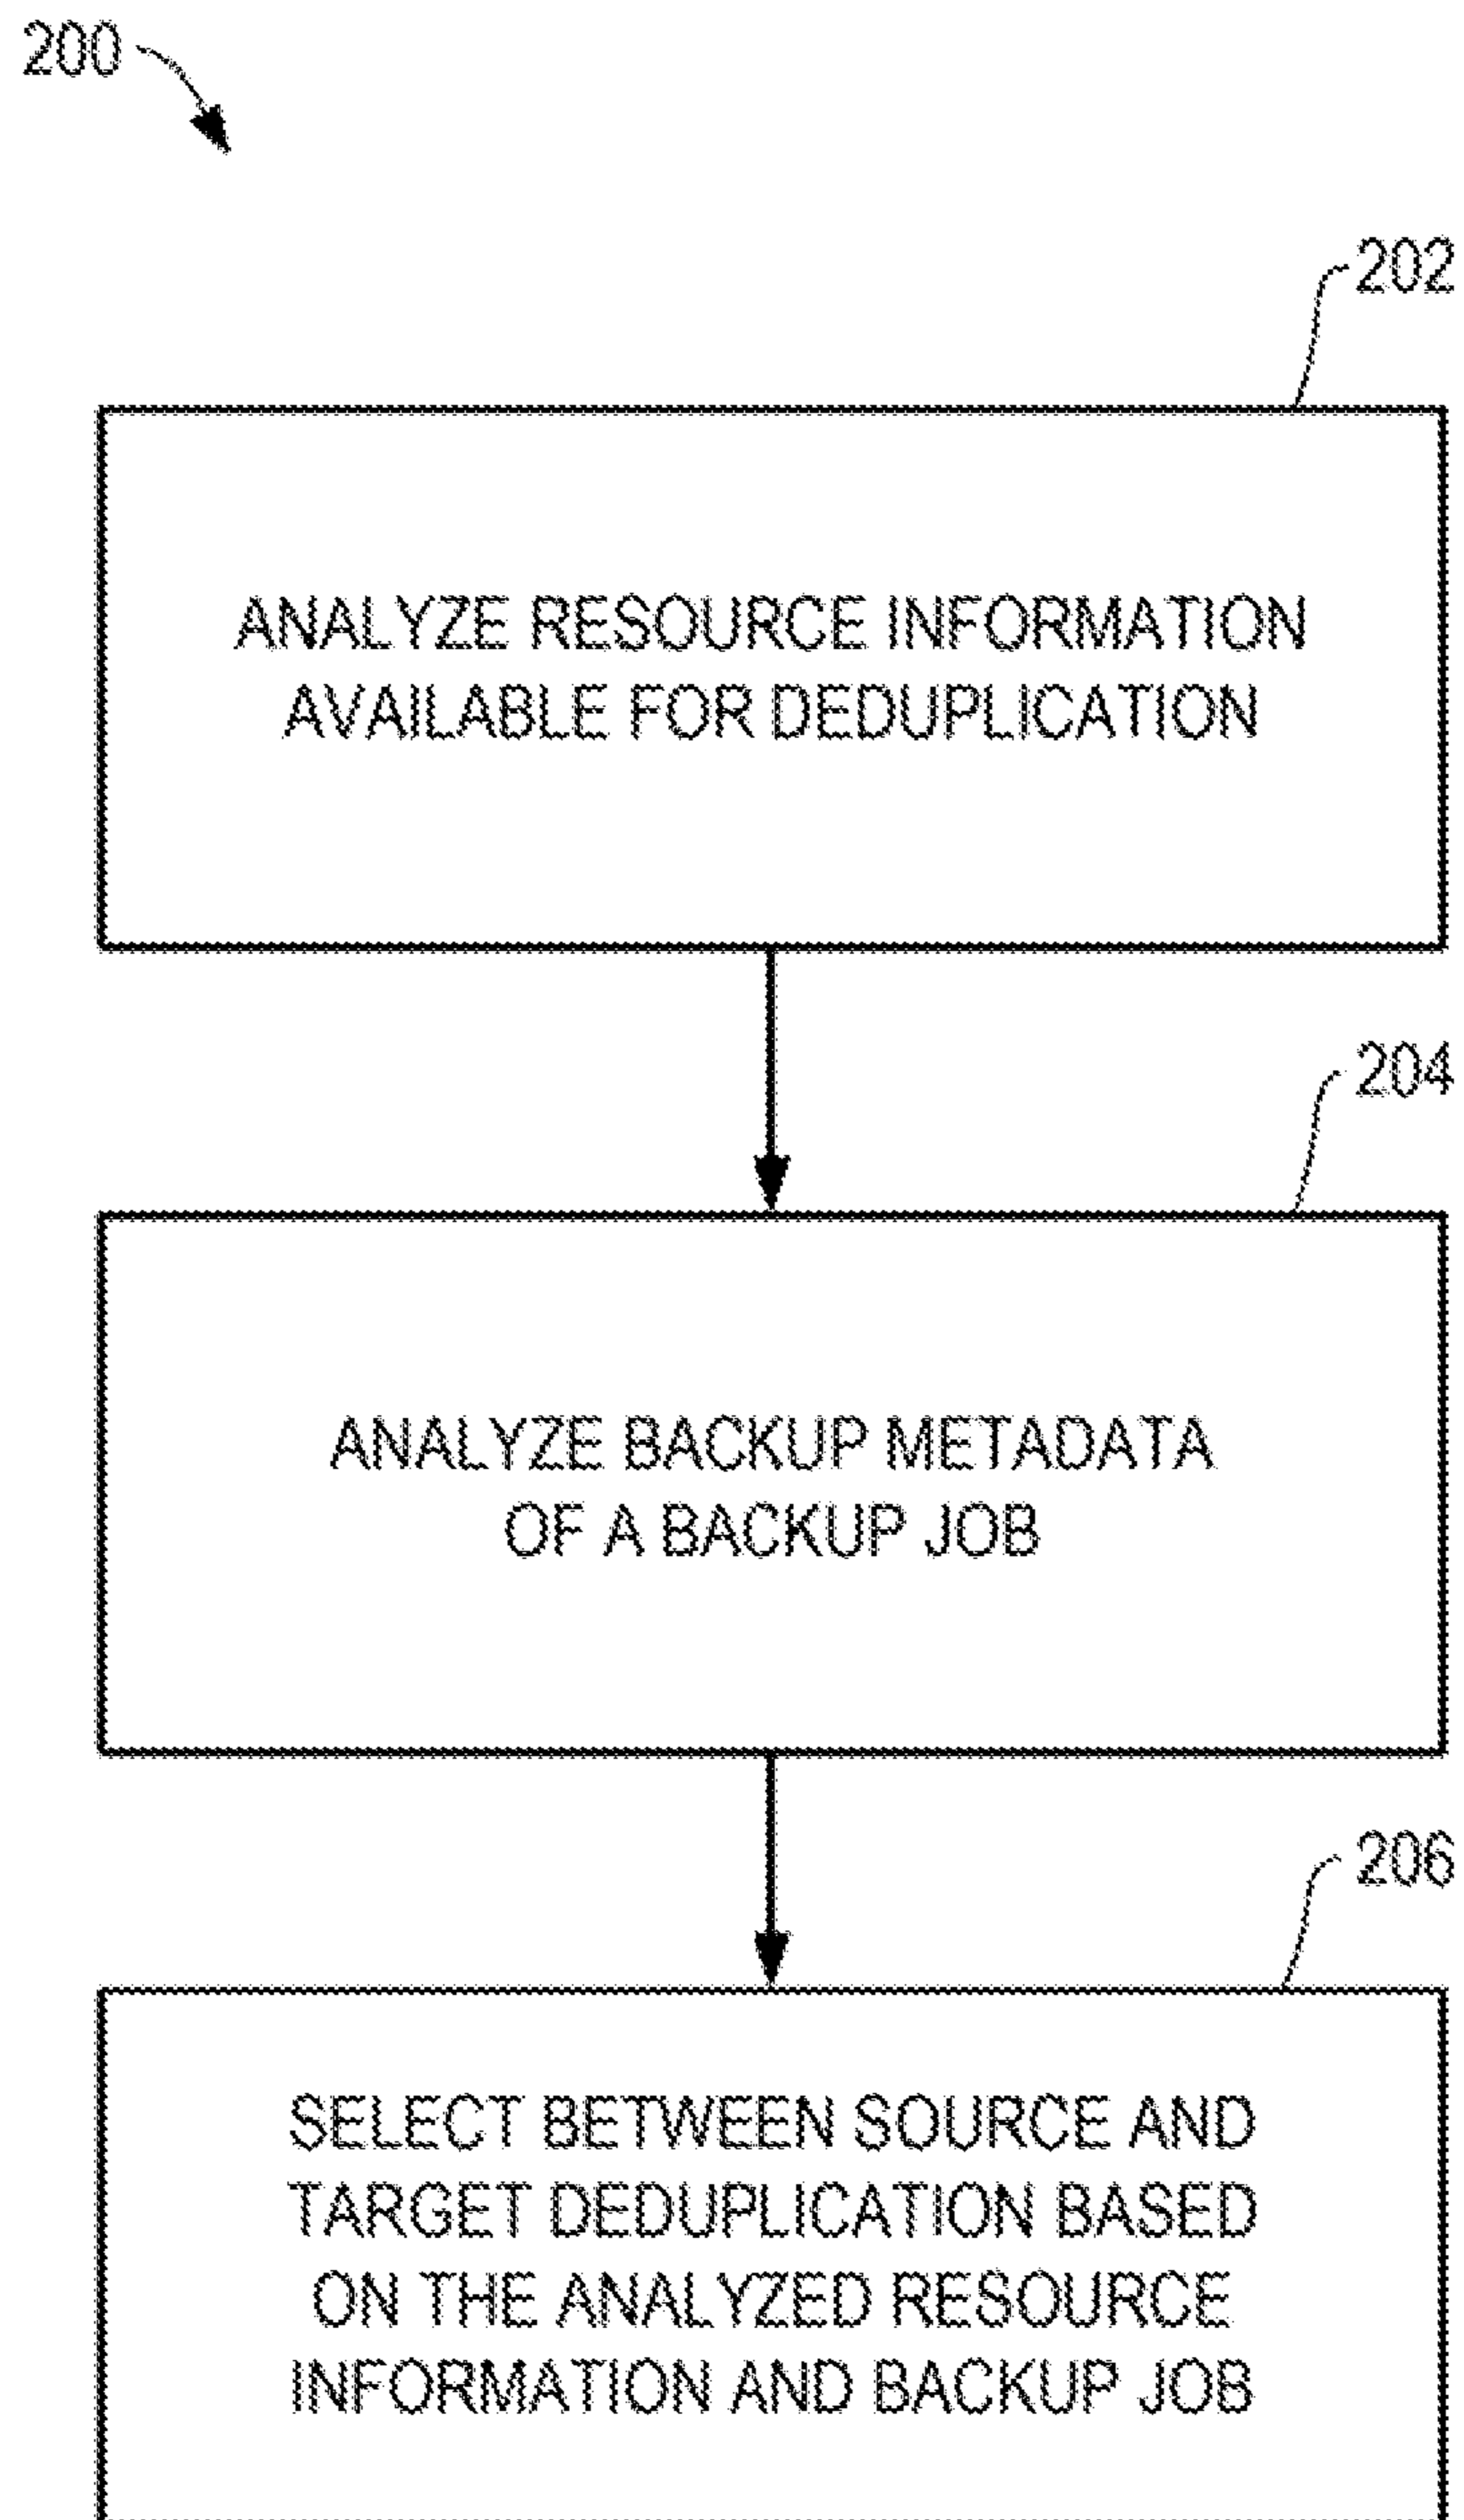 200
202
ANALYZE RESOURCE INFORMATION
AVAILABLE FOR DEDUPLICATION
204
ANALYZE BACKUP METADATA
OF A BACKUP JOB
206
SELECT BETWEEN SOURCE AND
TARGET DEDUPLICATION BASED
ON THE ANALYZED RESOURCE
INFORMATION AND BACKUP JOB